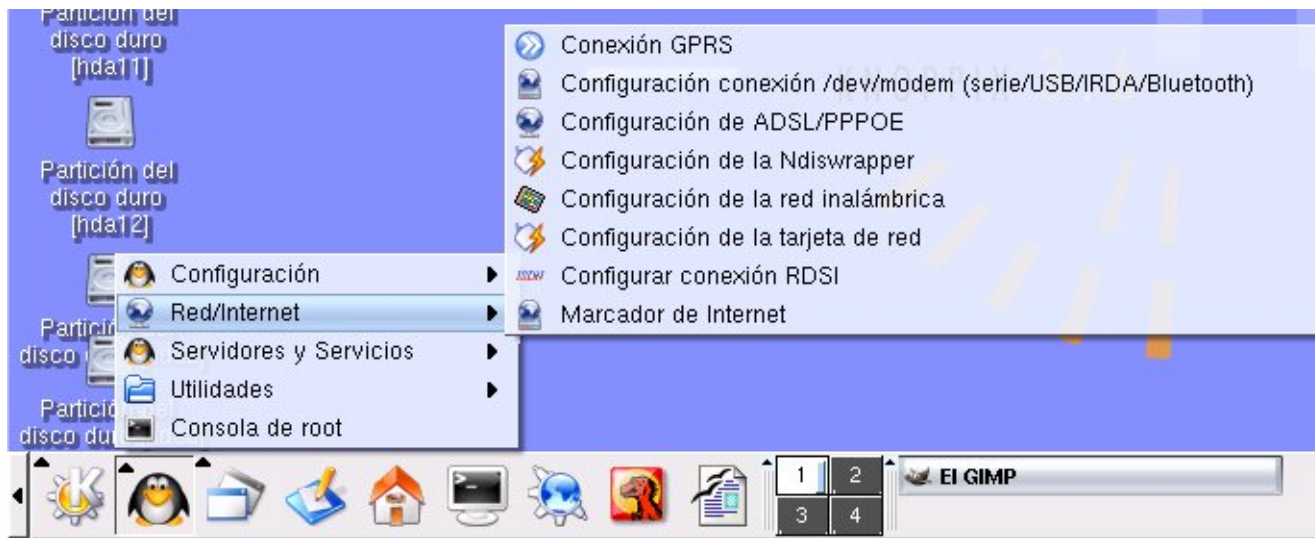 Partición del
disco duro
[hda11]
Partición del
disco duro
[hda12]
Conexión GPRS
Configuración conexión /dev/modem (serie/USB/IRDA/Bluetooth)
Configuración de ADSL/PPPOE
Configuración de la Ndiswrapper
Configuración de la red inalámbrica
Configuración de la tarjeta de red
Configurar conexión RDSI
Marcador de Internet
Configuración
Red/Internet
Servidores y Servicios
Utilidades
Consola de root
disco
1 2
3 4
El GIMP